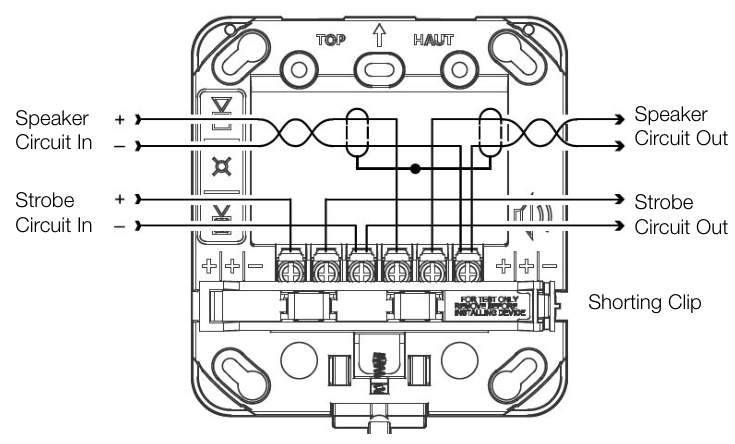 TOP HAUT
Speaker
Circuit In
+
–
Speaker
Circuit Out
Strobe
Circuit In
+
–
Strobe
Circuit Out
+ + –
+ + –
FOR TEST ONLY
REMOVE BEFORE
INSTALLING DEVICE
Shorting Clip